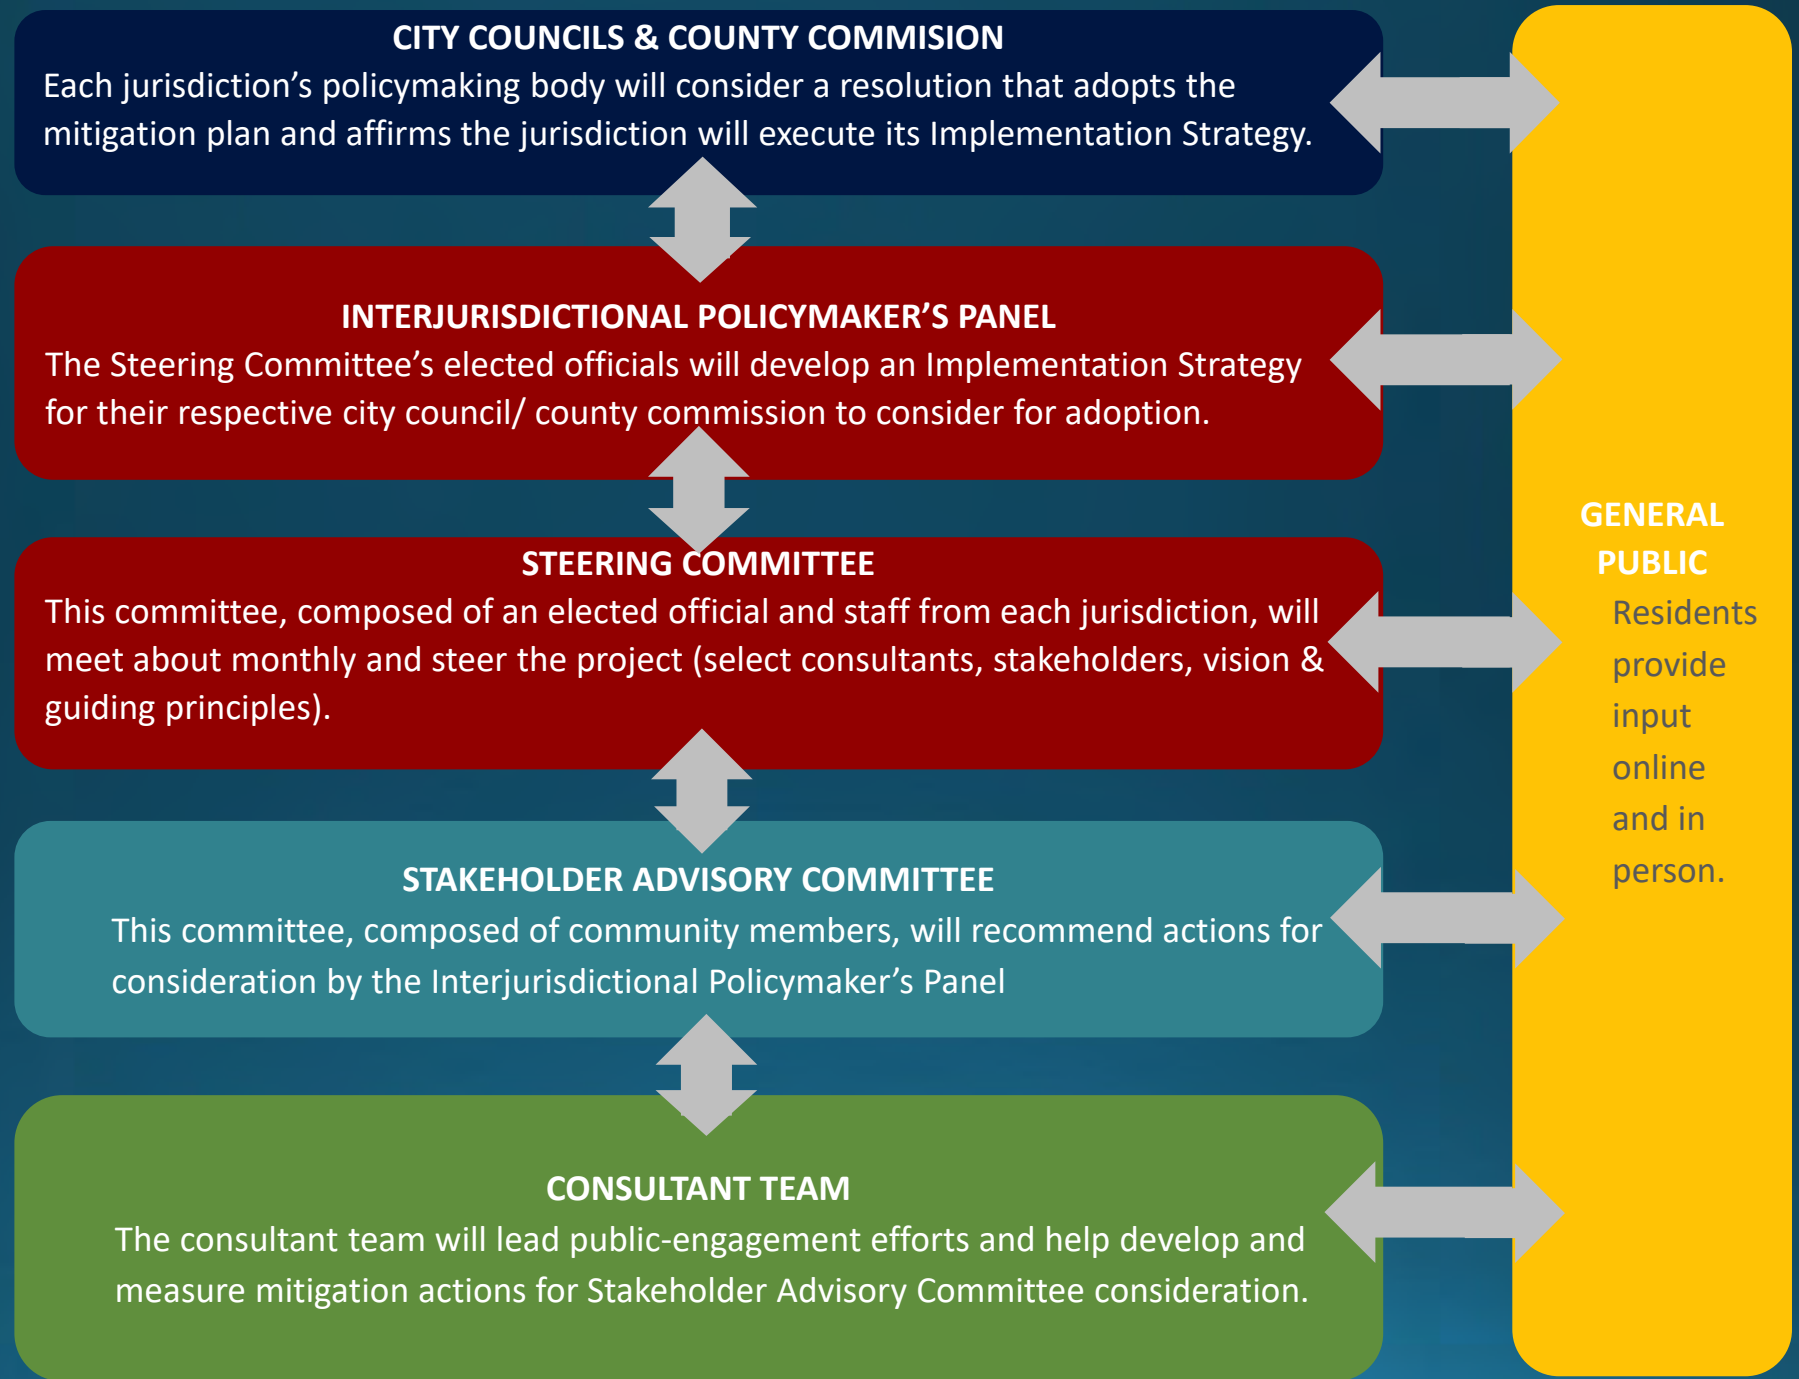 CITY COUNCILS & COUNTY COMMISION
Each jurisdiction’s policymaking body will consider a resolution that adopts the
mitigation plan and affirms the jurisdiction will execute its Implementation Strategy.
INTERJURISDICTIONAL POLICYMAKER’S PANEL
The Steering Committee’s elected officials will develop an Implementation Strategy
for their respective city council/ county commission to consider for adoption.
STEERING COMMITTEE
This committee, composed of an elected official and staff from each jurisdiction, will
meet about monthly and steer the project (select consultants, stakeholders, vision &
guiding principles).
STAKEHOLDER ADVISORY COMMITTEE
This committee, composed of community members, will recommend actions for
consideration by the Interjurisdictional Policymaker’s Panel
CONSULTANT TEAM
The consultant team will lead public-engagement efforts and help develop and
measure mitigation actions for Stakeholder Advisory Committee consideration.
GENERAL
PUBLIC
Residents
provide
input
online
and in
person.